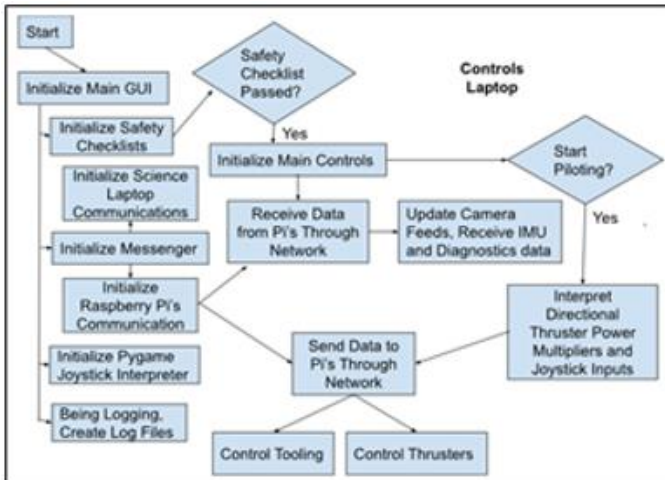 Start
Initialize Main GUI
Initialize Safety
Checklists
Initialize Science
Laptop
Communications
Initialize Messenger
Initialize
Raspberry Pi's
Communication
Initialize Pygame
Joystick Interpreter
Being Logging,
Create Log Files
Safety
Checklist
Passed?
Yes
Initialize Main Controls
Receive Data
from Pi's Through
Network
Update Camera
Feeds, Receive IMU
and Diagnostics data
Controls
Laptop
Start
Piloting?
Yes
Interpret
Directional
Thruster Power
Multipliers and
Joystick Inputs
Send Data to
Pi's Through
Network
Control Tooling
Control Thrusters